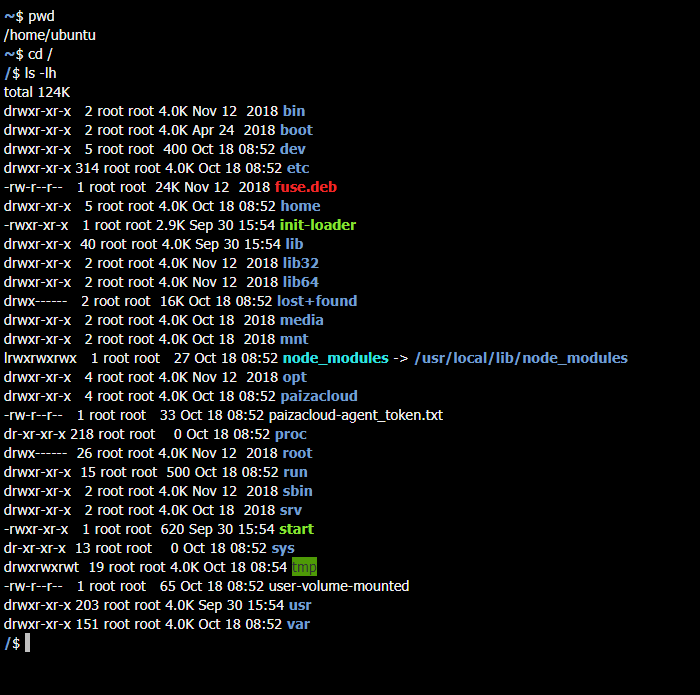 ~$ pwd
/home/ubuntu
~$ cd /
/$ ls -lh
total 124K
drwxr-xr-x   2 root root 4.0K Nov 12  2018 bin
drwxr-xr-x   2 root root 4.0K Apr 24  2018 boot
drwxr-xr-x   5 root root  400 Oct 18 08:52 dev
drwxr-xr-x 314 root root 4.0K Oct 18 08:52 etc
-rw-r--r--   1 root root  24K Nov 12  2018 fuse.deb
drwxr-xr-x   5 root root 4.0K Oct 18 08:52 home
-rwxr-xr-x   1 root root 2.9K Sep 30 15:54 init-loader
drwxr-xr-x  40 root root 4.0K Sep 30 15:54 lib
drwxr-xr-x   2 root root 4.0K Nov 12  2018 lib32
drwxr-xr-x   2 root root 4.0K Nov 12  2018 lib64
drwx------   2 root root  16K Oct 18 08:52 lost+found
drwxr-xr-x   2 root root 4.0K Oct 18  2018 media
drwxr-xr-x   2 root root 4.0K Oct 18  2018 mnt
lrwxrwxrwx   1 root root   27 Oct 18 08:52 node_modules -> /usr/local/lib/node_modules
drwxr-xr-x   4 root root 4.0K Nov 12  2018 opt
drwxr-xr-x   4 root root 4.0K Oct 18 08:52 paizacloud
-rw-r--r--   1 root root   33 Oct 18 08:52 paizacloud-agent_token.txt
dr-xr-xr-x 218 root root    0 Oct 18 08:52 proc
drwx------  26 root root 4.0K Nov 12  2018 root
drwxr-xr-x  15 root root  500 Oct 18 08:52 run
drwxr-xr-x   2 root root 4.0K Nov 12  2018 sbin
drwxr-xr-x   2 root root 4.0K Oct 18  2018 srv
-rwxr-xr-x   1 root root  620 Sep 30 15:54 start
dr-xr-xr-x  13 root root    0 Oct 18 08:52 sys
drwxrwxrwt  19 root root 4.0K Oct 18 08:54 tmp
-rw-r--r--   1 root root   65 Oct 18 08:52 user-volume-mounted
drwxr-xr-x 203 root root 4.0K Sep 30 15:54 usr
drwxr-xr-x 151 root root 4.0K Oct 18 08:52 var
/$